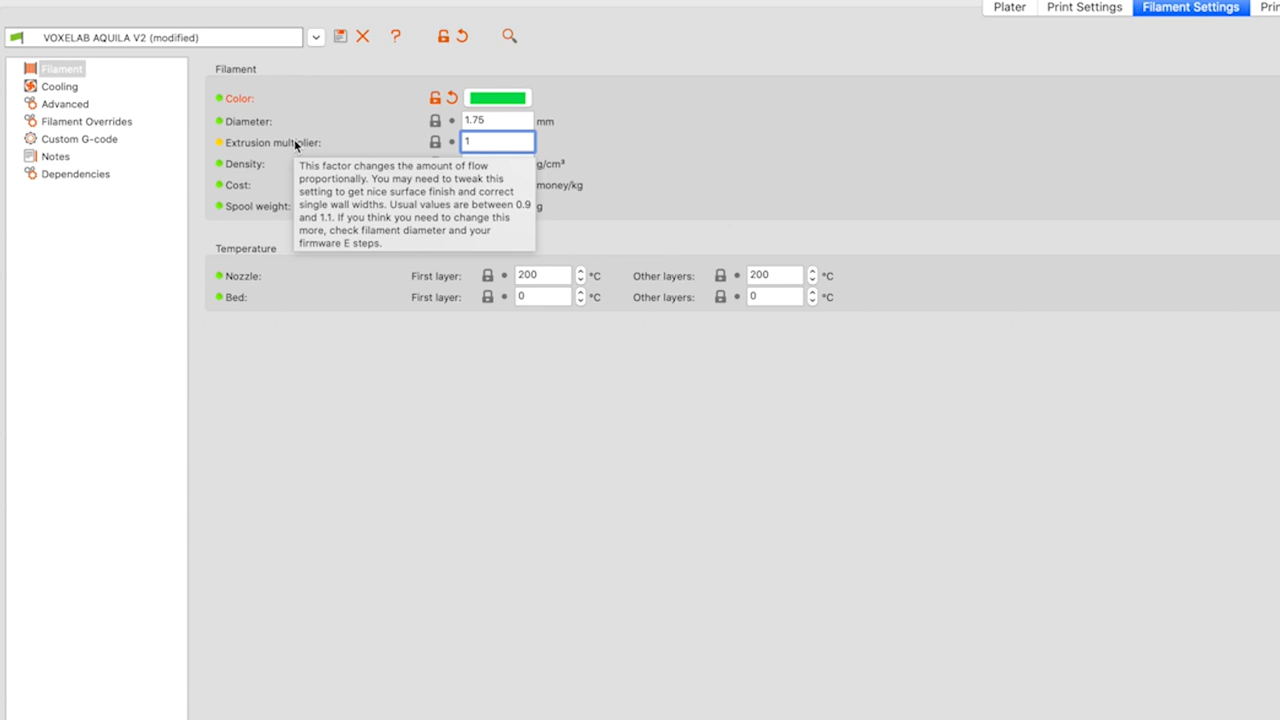 Plater
Print Settings
Filament Settings
VOXELAB AQUILA V2 (modified)
?
Filament
Cooling
Advanced
Filament Overrides
Custom G-code
Notes
Dependencies
Filament
Color:
Diameter: 1.75 mm
Extrusion multiplier: 1
Density: g/cm³
Cost: money/kg
Spool weight: g
This factor changes the amount of flow
proportionally. You may need to tweak this
setting to get nice surface finish and correct
single wall widths. Usual values are between 0.9
and 1.1. If you think you need to change this
more, check filament diameter and your
firmware E steps.
Temperature
Nozzle: First layer: 200 °C Other layers: 200 °C
Bed: First layer: 0 °C Other layers: 0 °C